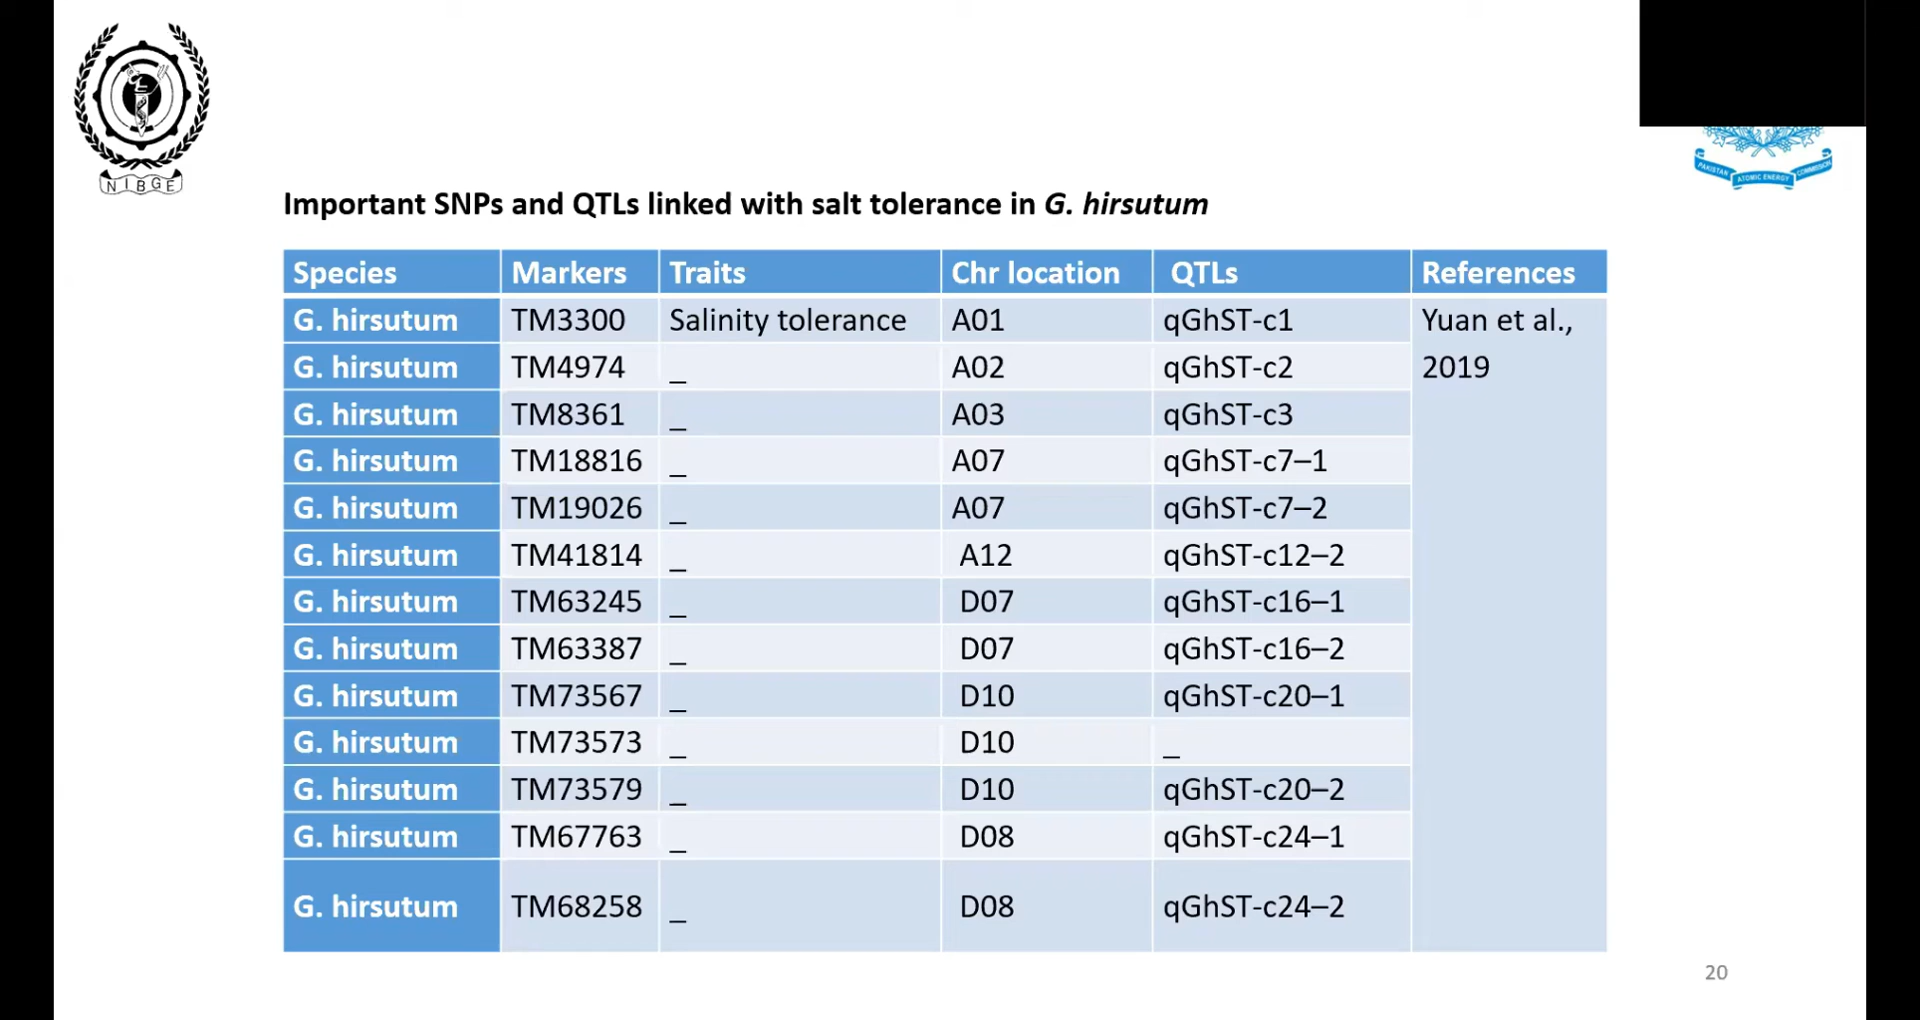 NIBGE
PAKISTAN ATOMIC ENERGY COMMISSION
Important SNPs and QTLs linked with salt tolerance in G. hirsutum
Species Markers Traits Chr location QTLs References
G. hirsutum TM3300 Salinity tolerance A01 qGhST-c1 Yuan et al.,
G. hirsutum TM4974 _ A02 qGhST-c2 2019
G. hirsutum TM8361 _ A03 qGhST-c3
G. hirsutum TM18816 _ A07 qGhST-c7–1
G. hirsutum TM19026 _ A07 qGhST-c7–2
G. hirsutum TM41814 _ A12 qGhST-c12–2
G. hirsutum TM63245 _ D07 qGhST-c16–1
G. hirsutum TM63387 _ D07 qGhST-c16–2
G. hirsutum TM73567 _ D10 qGhST-c20–1
G. hirsutum TM73573 _ D10 _
G. hirsutum TM73579 _ D10 qGhST-c20–2
G. hirsutum TM67763 _ D08 qGhST-c24–1
G. hirsutum TM68258 _ D08 qGhST-c24–2
20